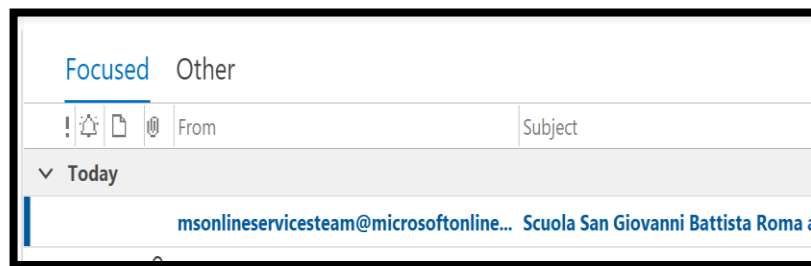 Focused Other
! From Subject
Today
msonlineservicesteam@microsoftonline... Scuola San Giovanni Battista Roma a